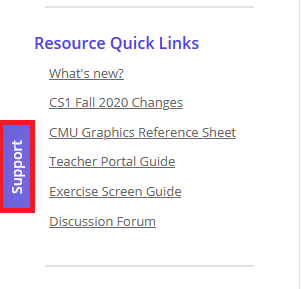 Resource Quick Links
What's new?
CS1 Fall 2020 Changes
CMU Graphics Reference Sheet
Teacher Portal Guide
Exercise Screen Guide
Discussion Forum
Support